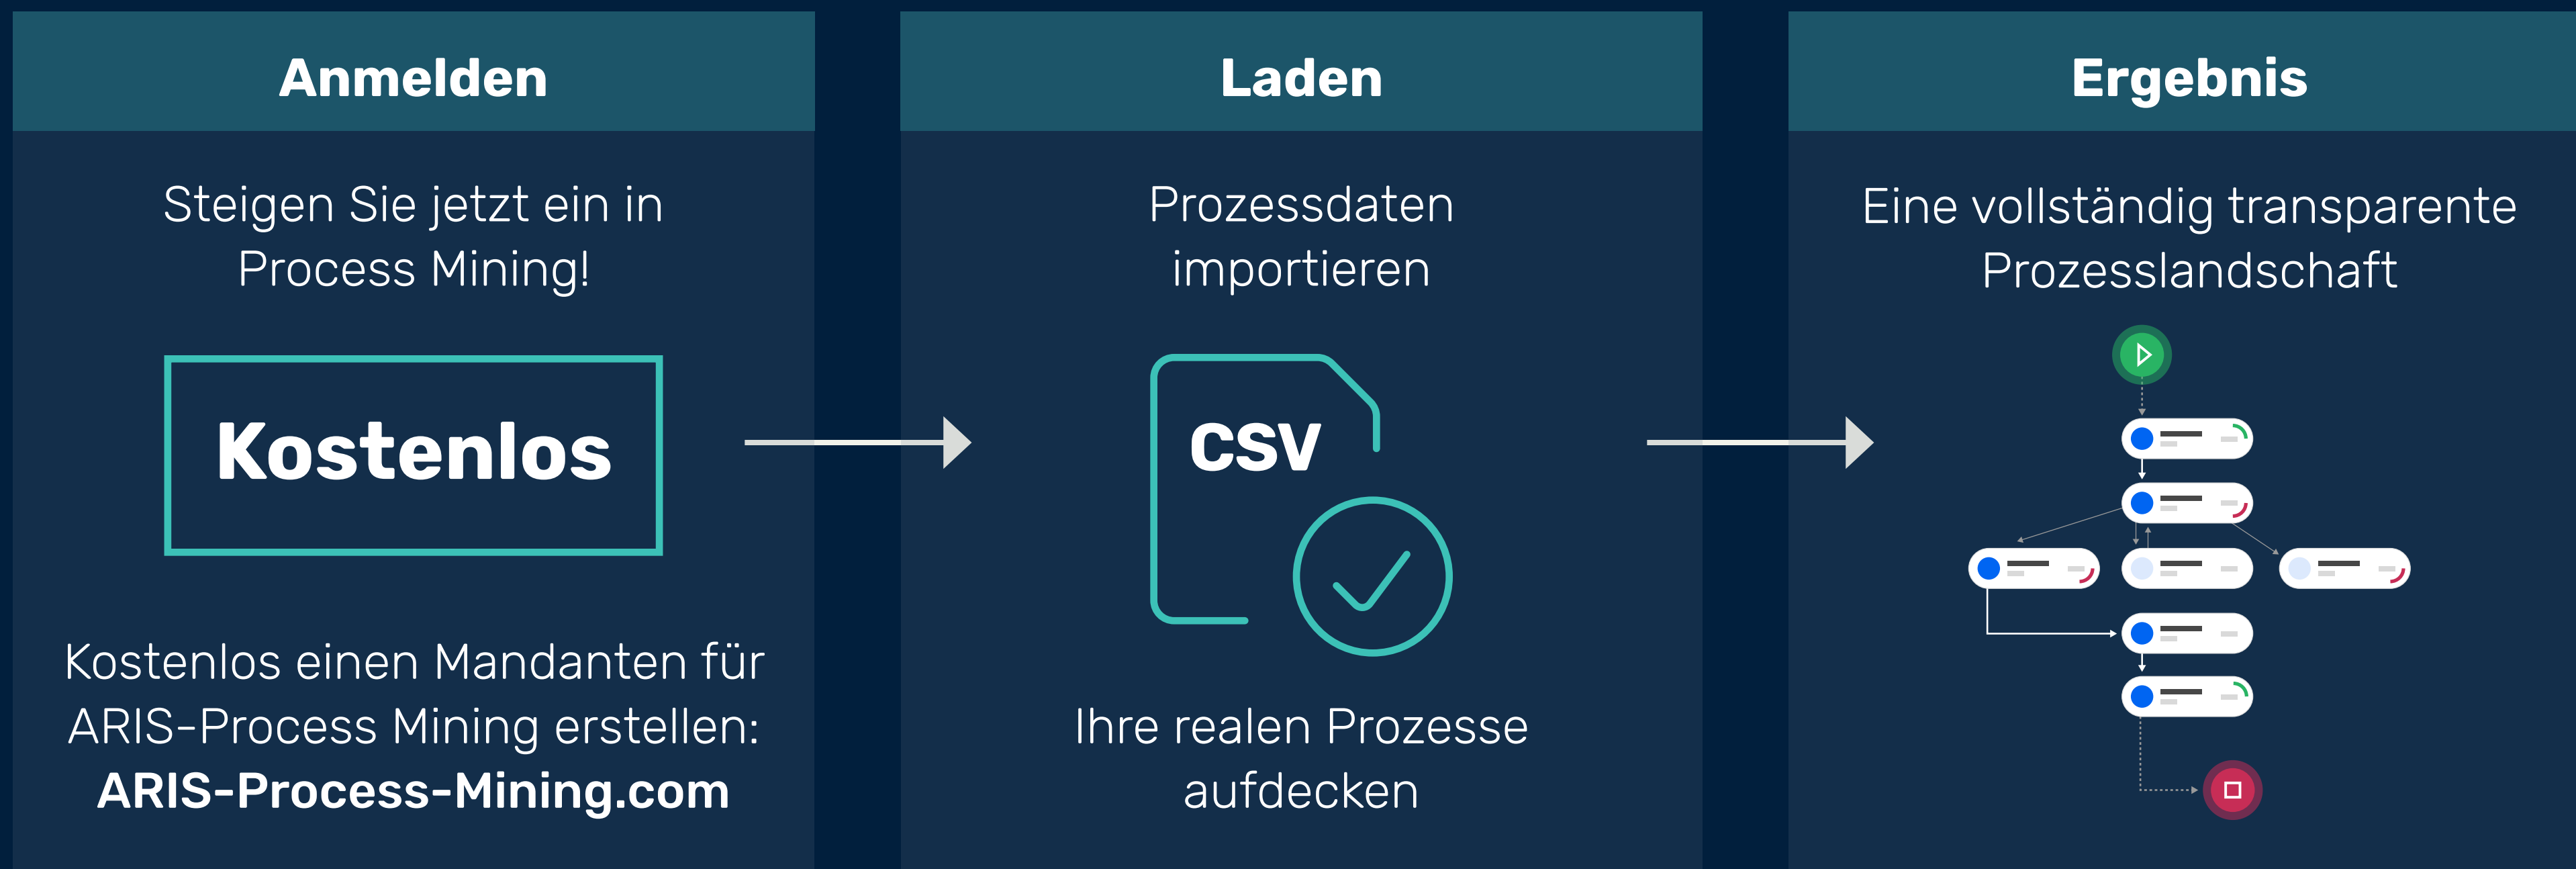 Anmelden
Steigen Sie jetzt ein in
Process Mining!
Kostenlos
Kostenlos einen Mandanten für
ARIS-Process Mining erstellen:
ARIS-Process-Mining.com
Laden
Prozessdaten
importieren
CSV
Ihre realen Prozesse
aufdecken
Ergebnis
Eine vollständig transparente
Prozesslandschaft